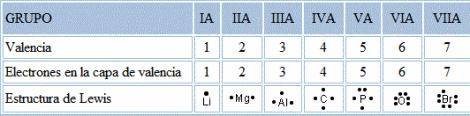 GRUPO IA IIA IIIA IVA VA VIA VIIA
Valencia 1 2 3 4 5 6 7
Electrones en la capa de valencia 1 2 3 4 5 6 7
Estructura de Lewis Li Mg Al C P O Br